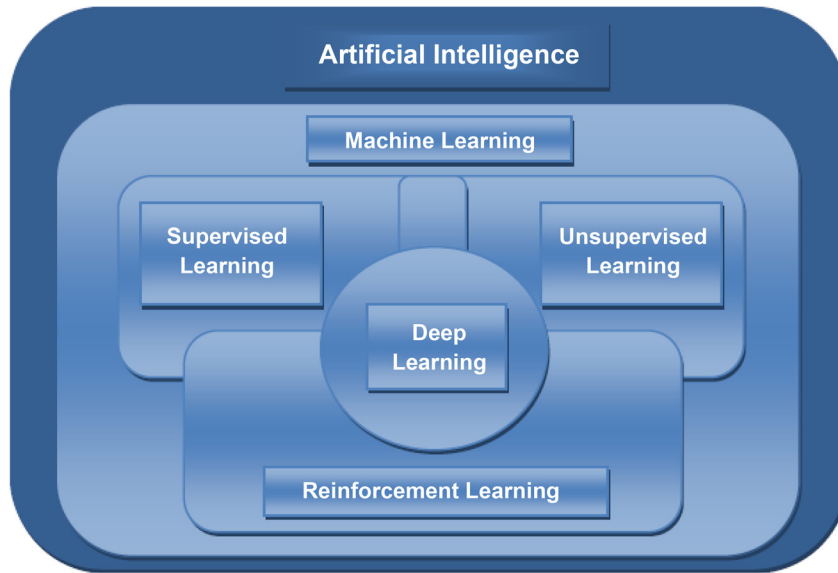 Artificial Intelligence
Machine Learning
Supervised
Learning
Unsupervised
Learning
Deep
Learning
Reinforcement Learning